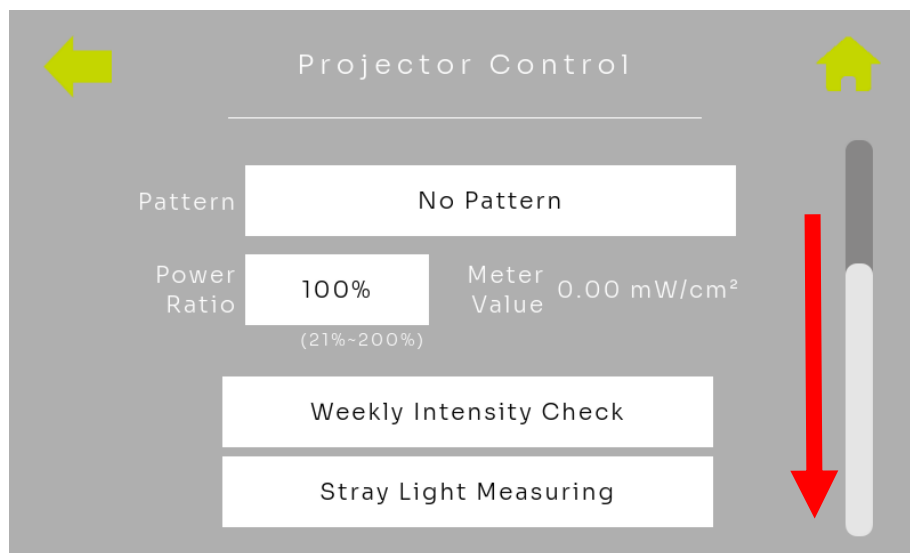 Projector Control
Pattern No Pattern
Power Ratio 100% Meter Value 0.00 mW/cm²
(21%~200%)
Weekly Intensity Check
Stray Light Measuring